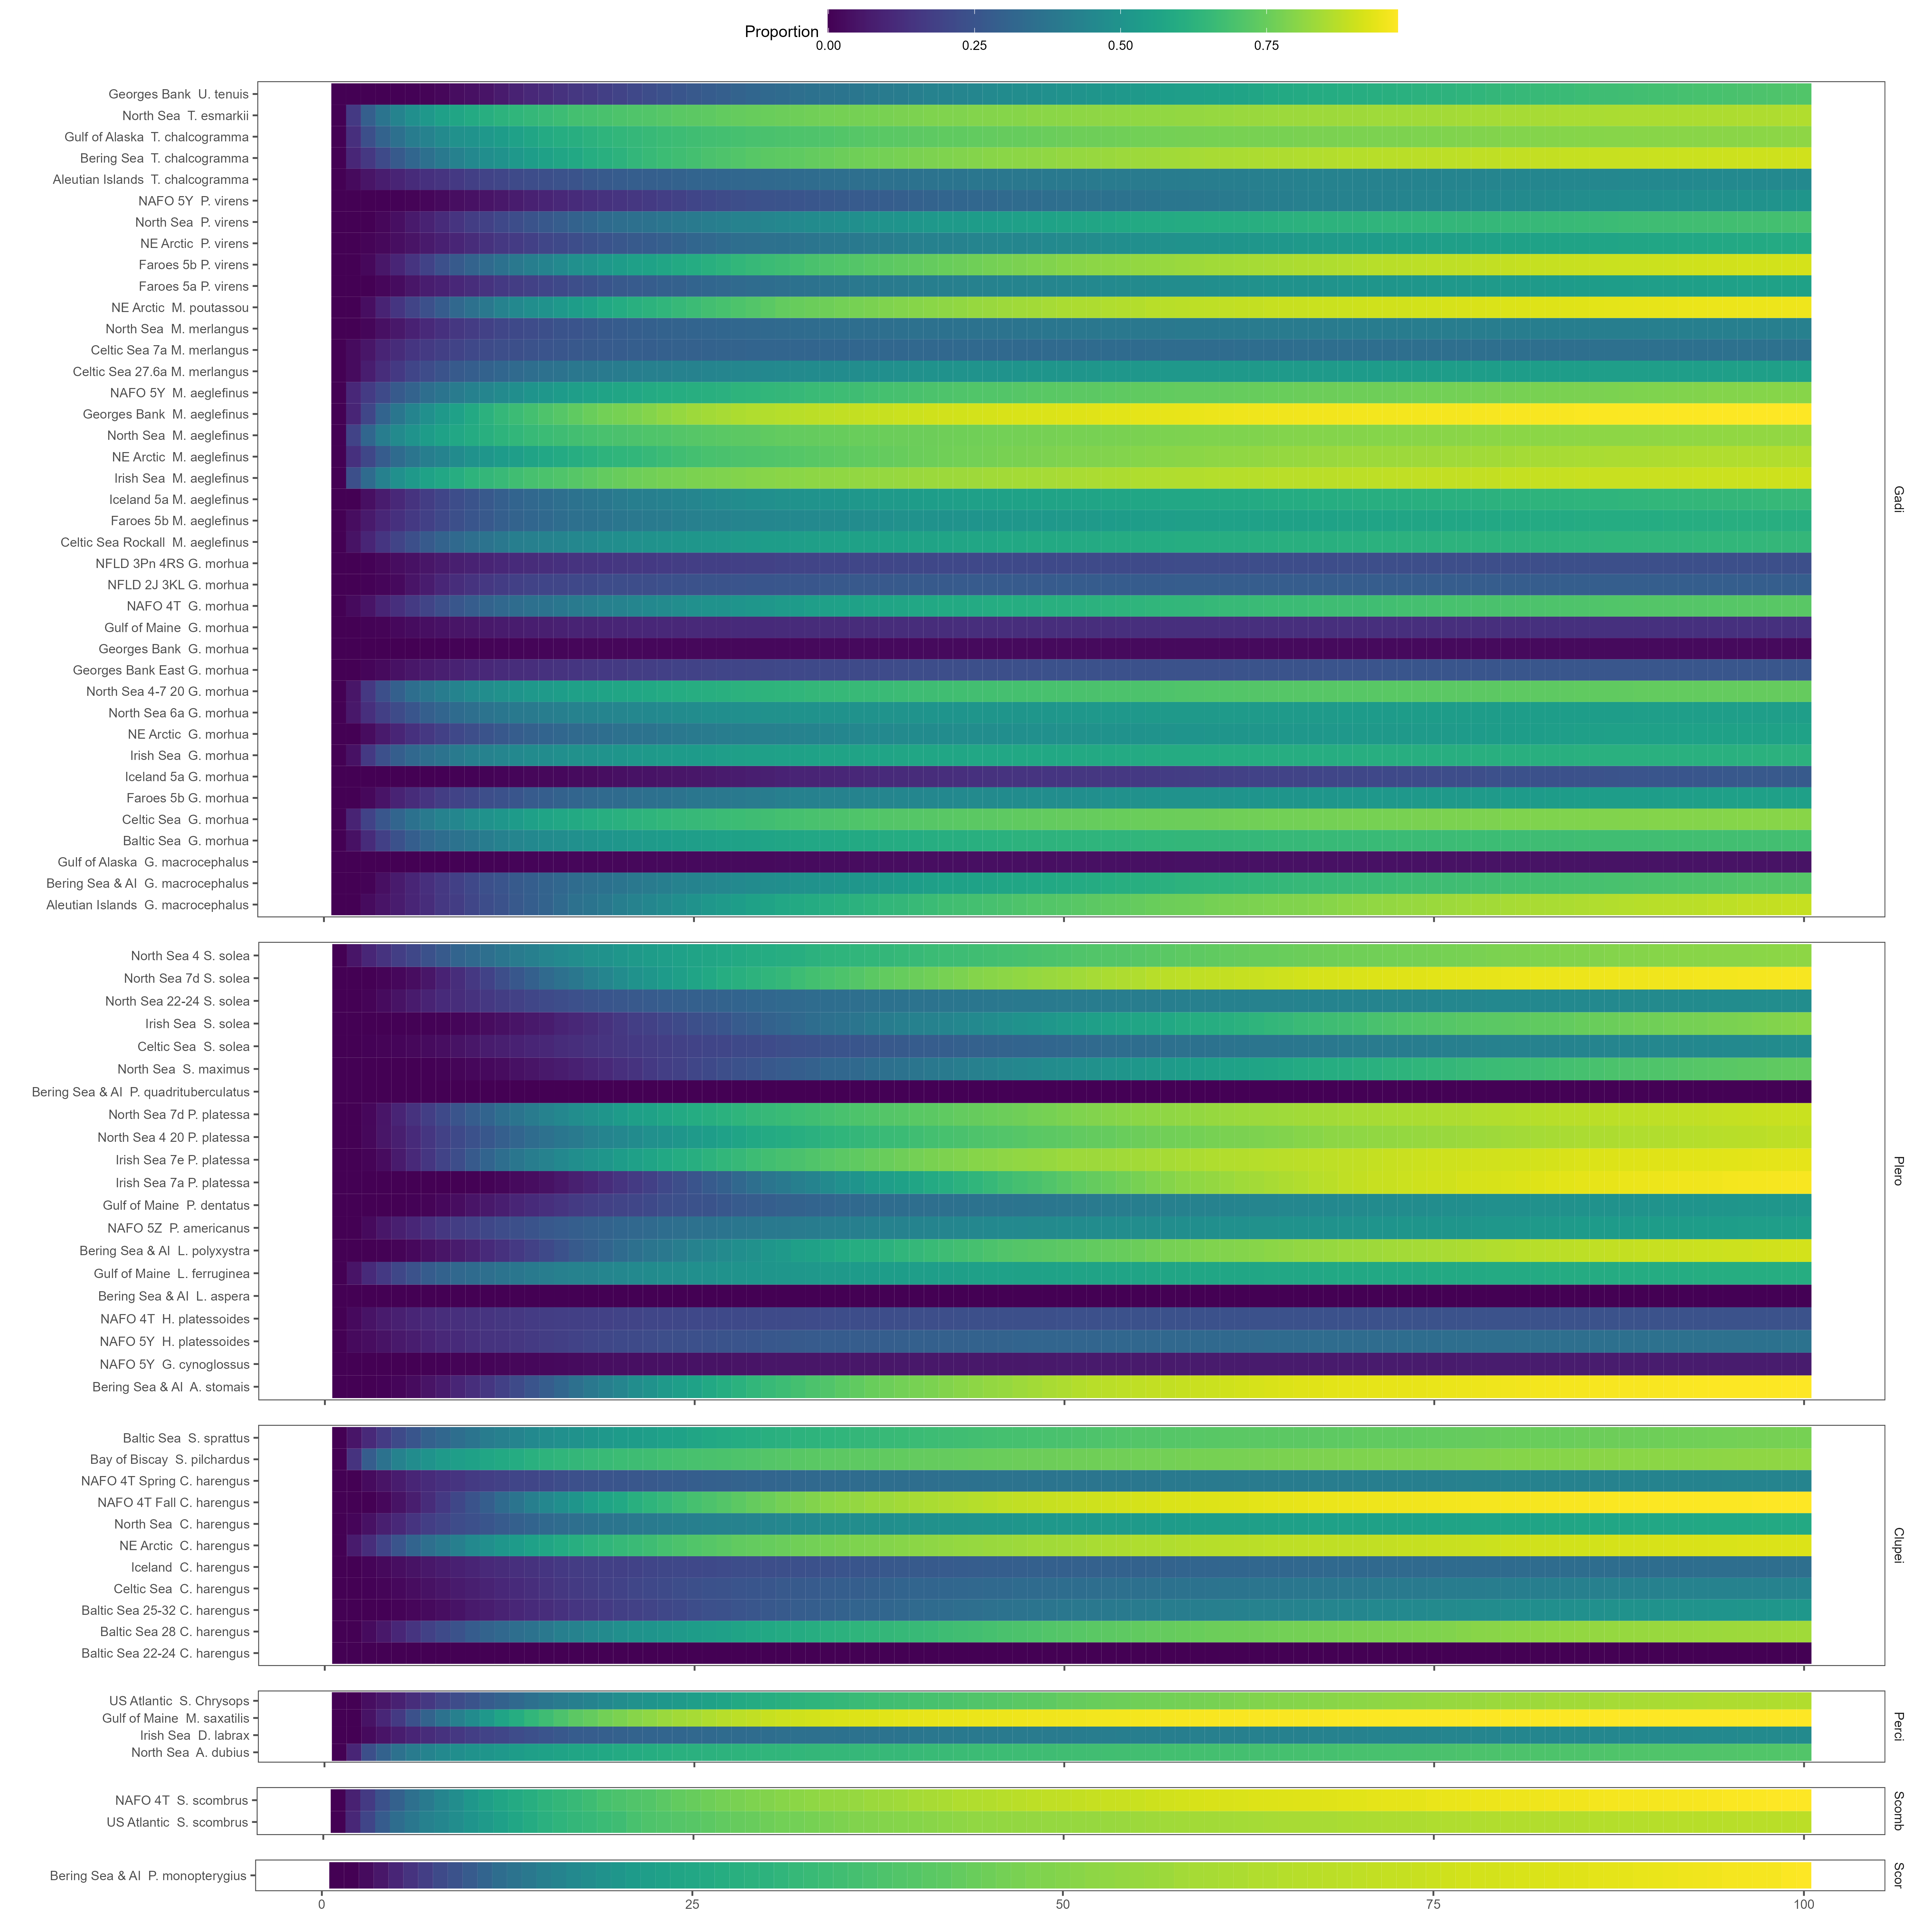 Proportion
0.00 0.25 0.50 0.75
Georges Bank U. tenuis
North Sea T. esmarkii
Gulf of Alaska T. chalcogramma
Bering Sea T. chalcogramma
Aleutian Islands T. chalcogramma
NAFO 5Y P. virens
North Sea P. virens
NE Arctic P. virens
Faroes 5b P. virens
Faroes 5a P. virens
NE Arctic M. poutassou
North Sea M. merlangus
Celtic Sea 7a M. merlangus
Celtic Sea 27.6a M. merlangus
NAFO 5Y M. aeglefinus
Georges Bank M. aeglefinus
North Sea M. aeglefinus
NE Arctic M. aeglefinus
Irish Sea M. aeglefinus
Iceland 5a M. aeglefinus
Faroes 5b M. aeglefinus
Celtic Sea Rockall M. aeglefinus
NFLD 3Pn 4RS G. morhua
NFLD 2J 3KL G. morhua
NAFO 4T G. morhua
Gulf of Maine G. morhua
Georges Bank G. morhua
Georges Bank East G. morhua
North Sea 4-7 20 G. morhua
North Sea 6a G. morhua
NE Arctic G. morhua
Irish Sea G. morhua
Iceland 5a G. morhua
Faroes 5b G. morhua
Celtic Sea G. morhua
Baltic Sea G. morhua
Gulf of Alaska G. macrocephalus
Bering Sea & AI G. macrocephalus
Aleutian Islands G. macrocephalus
Gadi
North Sea 4 S. solea
North Sea 7d S. solea
North Sea 22-24 S. solea
Irish Sea S. solea
Celtic Sea S. solea
North Sea S. maximus
Bering Sea & AI P. quadrituberculatus
North Sea 7d P. platessa
North Sea 4 20 P. platessa
Irish Sea 7e P. platessa
Irish Sea 7a P. platessa
Gulf of Maine P. dentatus
NAFO 5Z P. americanus
Bering Sea & AI L. polyxystra
Gulf of Maine L. ferruginea
Bering Sea & AI L. aspera
NAFO 4T H. platessoides
NAFO 5Y H. platessoides
NAFO 5Y G. cynoglossus
Bering Sea & AI A. stomais
Plero
Baltic Sea S. sprattus
Bay of Biscay S. pilchardus
NAFO 4T Spring C. harengus
NAFO 4T Fall C. harengus
North Sea C. harengus
NE Arctic C. harengus
Iceland C. harengus
Celtic Sea C. harengus
Baltic Sea 25-32 C. harengus
Baltic Sea 28 C. harengus
Baltic Sea 22-24 C. harengus
Clupei
US Atlantic S. Chrysops
Gulf of Maine M. saxatilis
Irish Sea D. labrax
North Sea A. dubius
Perci
NAFO 4T S. scombrus
US Atlantic S. scombrus
Scomb
Bering Sea & AI P. monopterygius
Scor
0 25 50 75 100